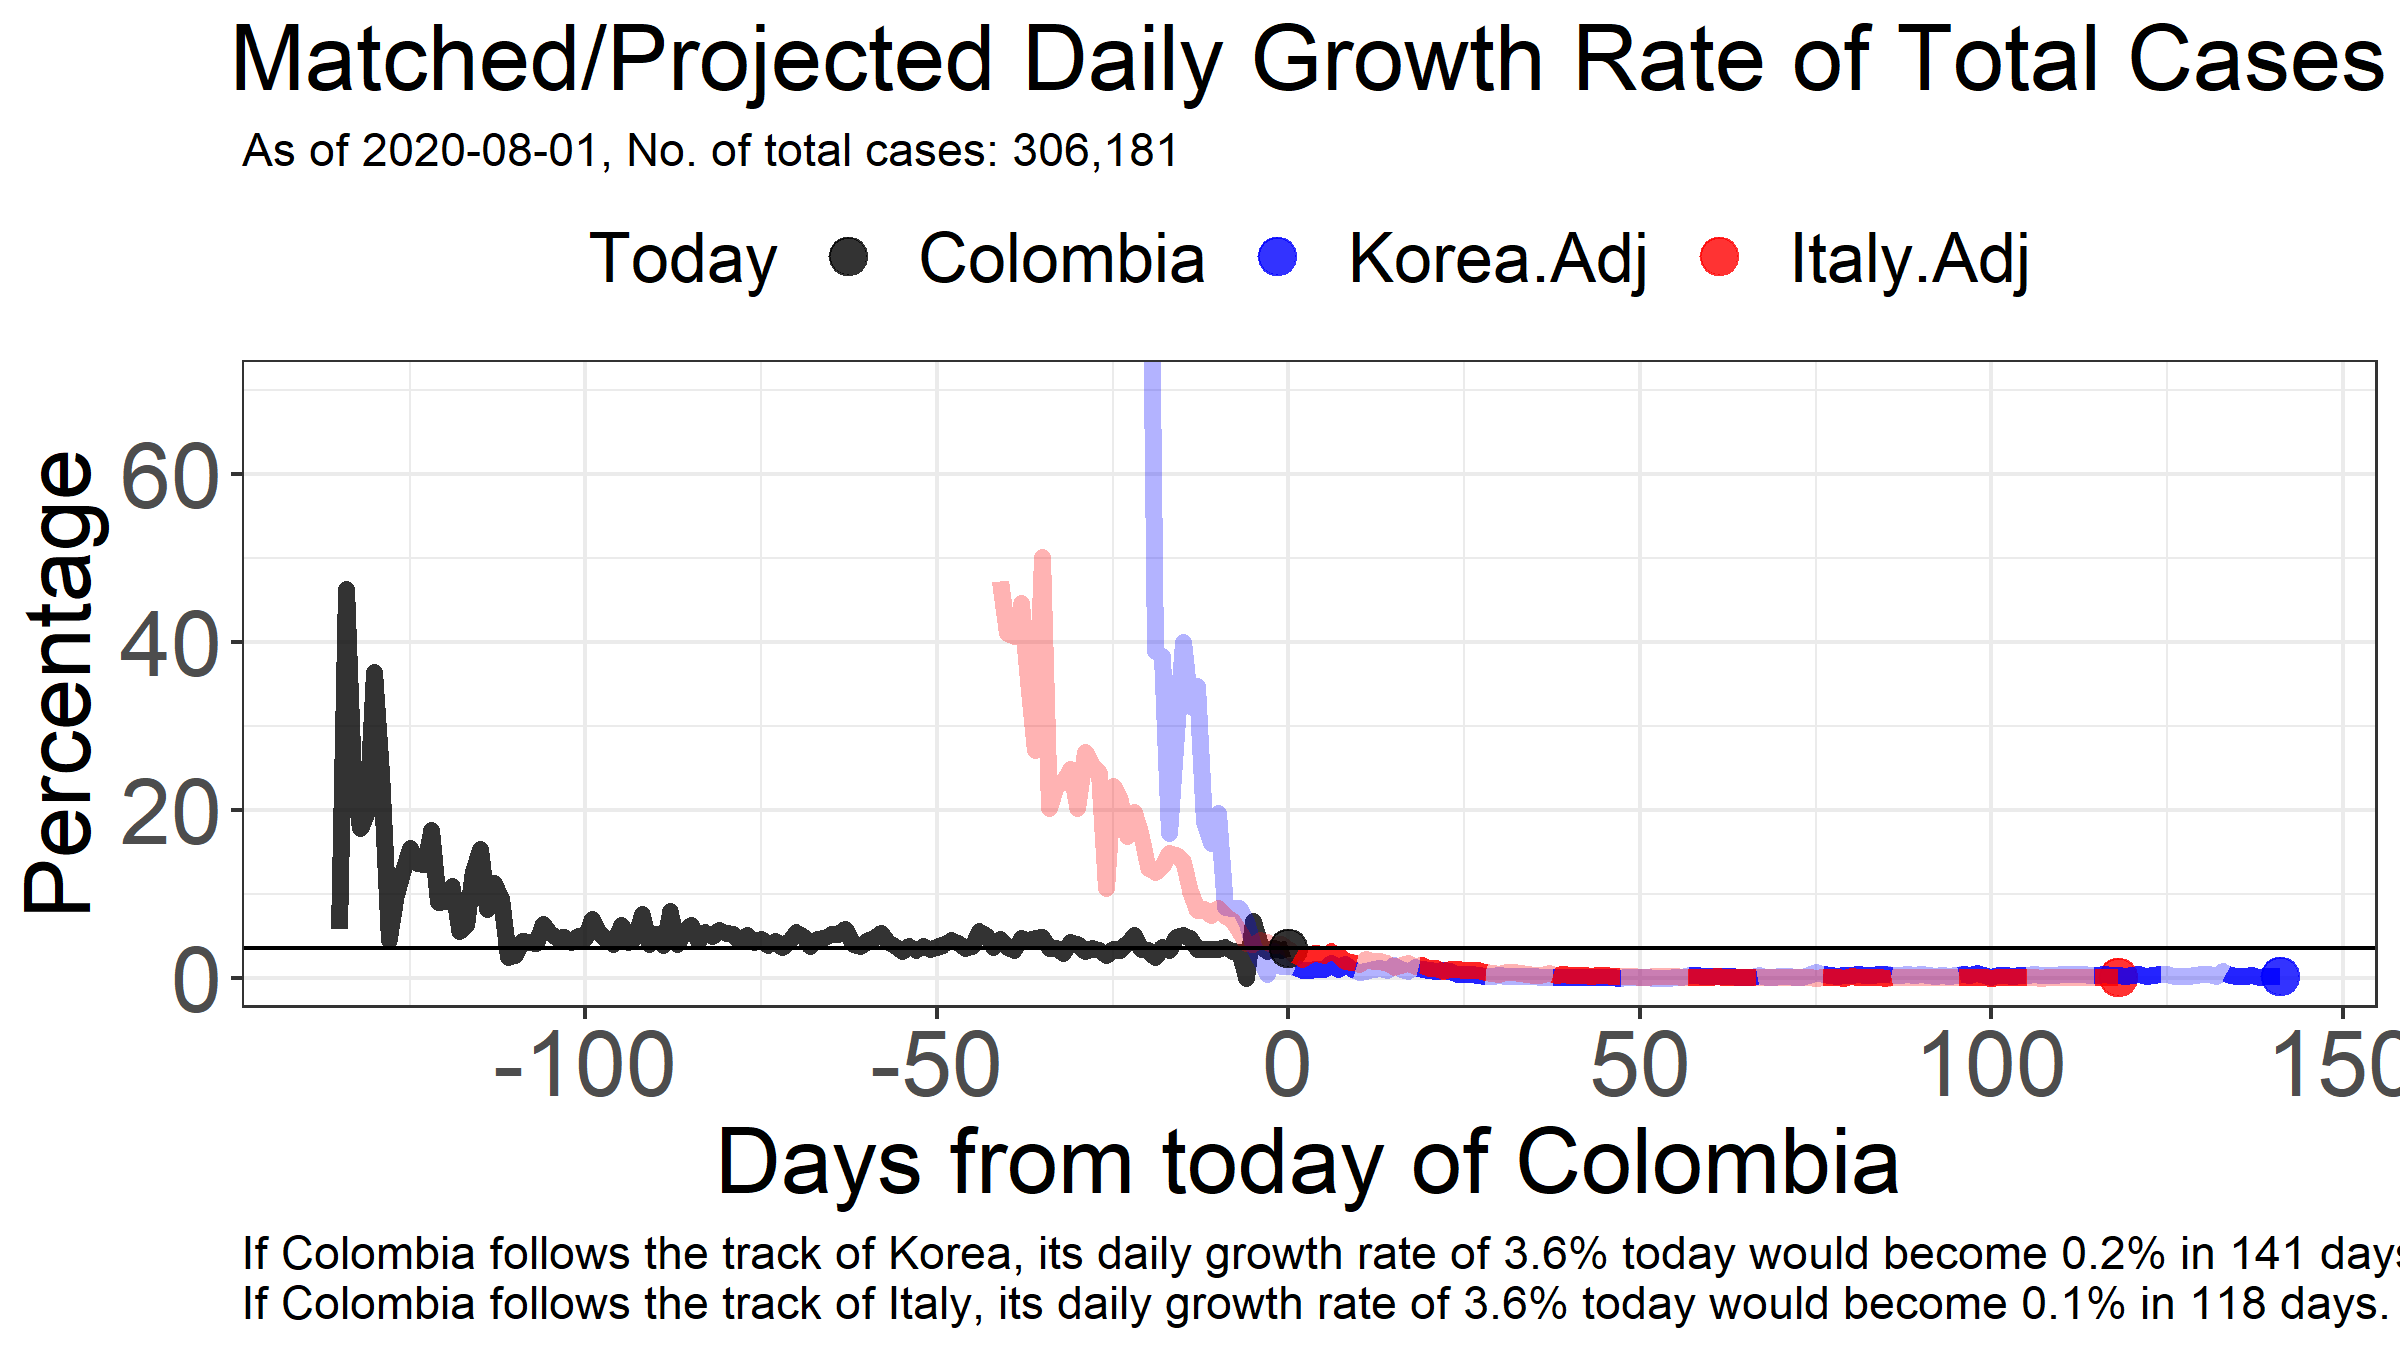 Matched/Projected Daily Growth Rate of Total Cases
As of 2020-08-01, No. of total cases: 306,181
Today Colombia Korea.Adj Italy.Adj
Percentage
60
40
20
0
-100 -50 0 50 100 150
Days from today of Colombia
If Colombia follows the track of Korea, its daily growth rate of 3.6% today would become 0.2% in 141 days
If Colombia follows the track of Italy, its daily growth rate of 3.6% today would become 0.1% in 118 days.